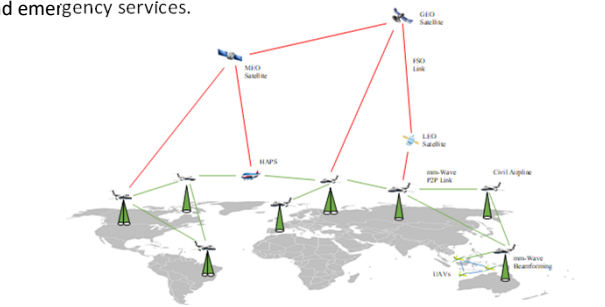 d emergency services.
GEO
Satellite
MEO
Satellite
FSO
Link
LEO
Satellite
HAPS
mm-Wave
P2P Link
Civil Airpline
mm-Wave
Beamforming
UAVs